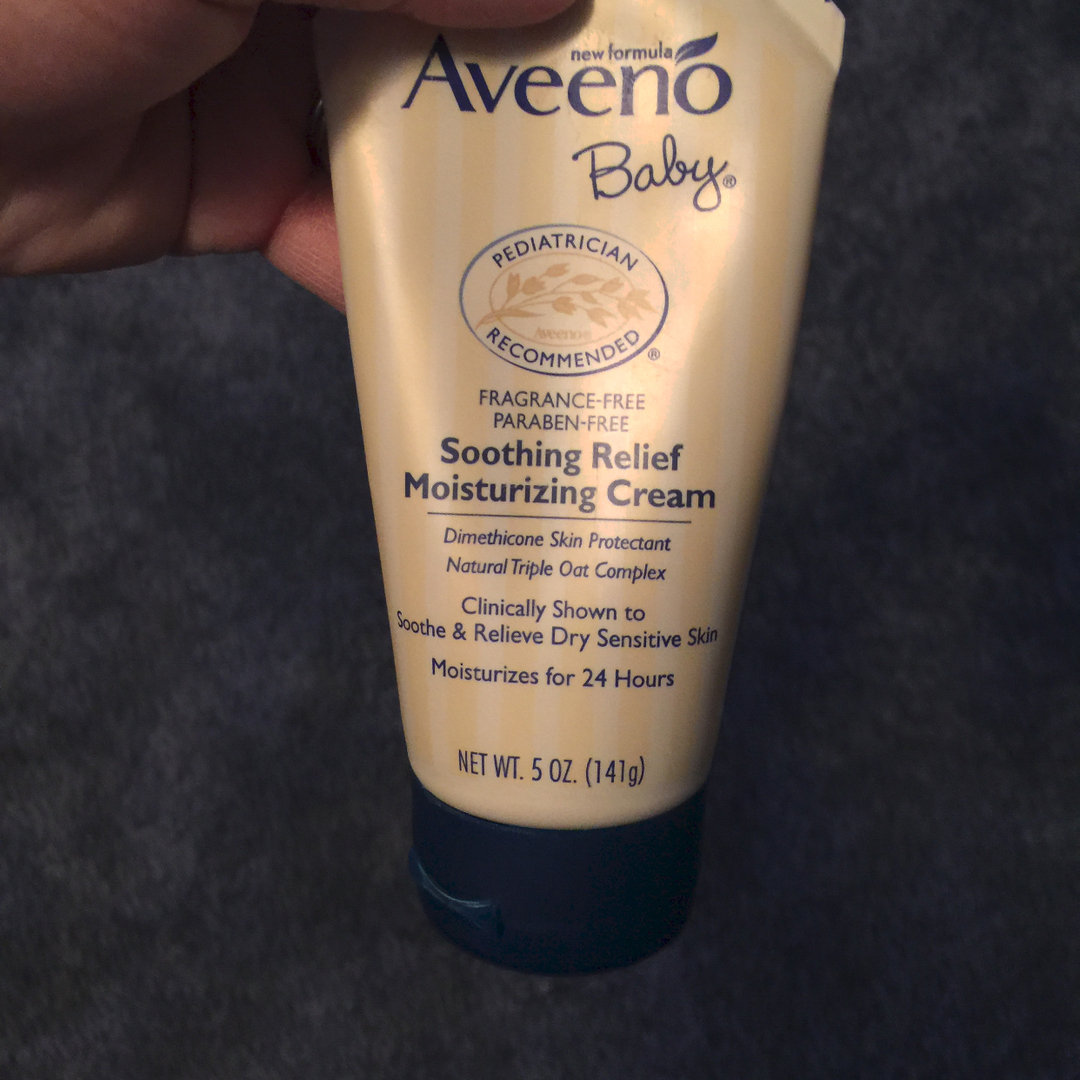 new formula
Aveeno
Baby®
PEDIATRICIAN
Aveeno®
RECOMMENDED®
FRAGRANCE-FREE
PARABEN-FREE
Soothing Relief
Moisturizing Cream
Dimethicone Skin Protectant
Natural Triple Oat Complex
Clinically Shown to
Soothe & Relieve Dry Sensitive Skin
Moisturizes for 24 Hours
NET WT. 5 OZ. (141g)